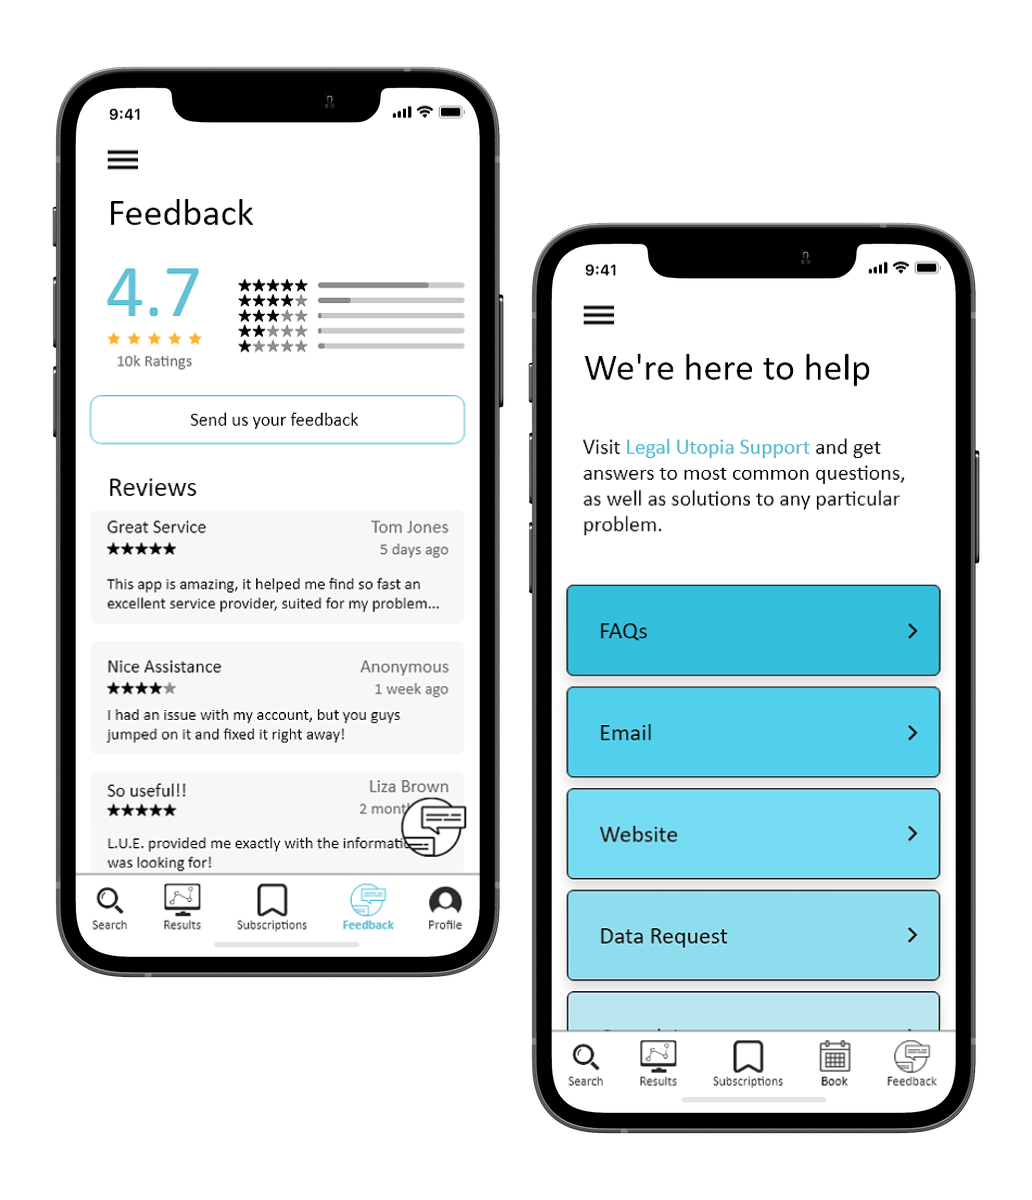 9:41
Feedback
4.7
10k Ratings
Send us your feedback
Reviews
Great Service
Tom Jones
5 days ago
This app is amazing, it helped me find so fast an
excellent service provider, suited for my problem...
Nice Assistance
Anonymous
1 week ago
I had an issue with my account, but you guys
jumped on it and fixed it right away!
So useful!!
Liza Brown
2
L.U.E. provided me exactly with the
was looking for!
Search
Results
Subscriptions
Feedback
Profile
9:41
We're here to help
Visit Legal Utopia Support and get
answers to most common questions,
as well as solutions to any particular
problem.
FAQs
Email
Website
Data Request
Search
Results
Subscriptions
Book
Feedback